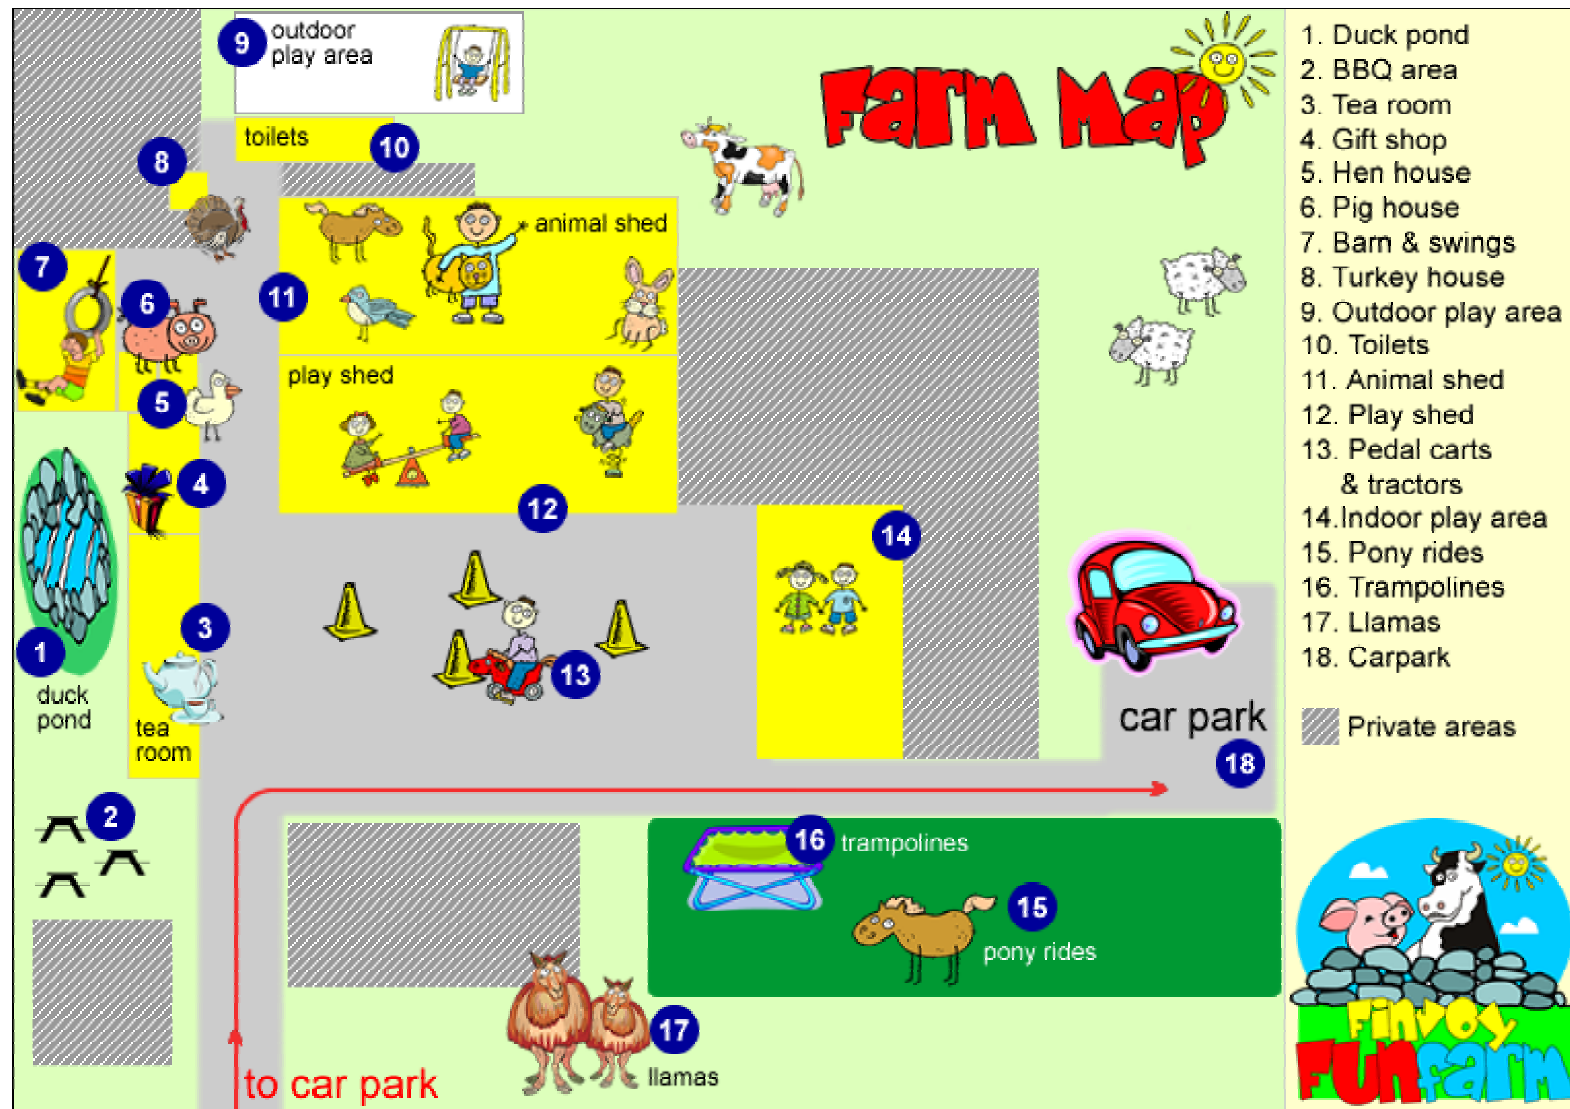 9 outdoor
play area
FARM MAP
toilets
10
8
animal shed
7
6
11
play shed
5
4
12
14
3
1
13
duck
pond
tea
room
car park
18
2
16 trampolines
15
pony rides
17
llamas
to car park
1. Duck pond
2. BBQ area
3. Tea room
4. Gift shop
5. Hen house
6. Pig house
7. Barn & swings
8. Turkey house
9. Outdoor play area
10. Toilets
11. Animal shed
12. Play shed
13. Pedal carts
& tractors
14.Indoor play area
15. Pony rides
16. Trampolines
17. Llamas
18. Carpark
Private areas
Finvoy
FUNfarm